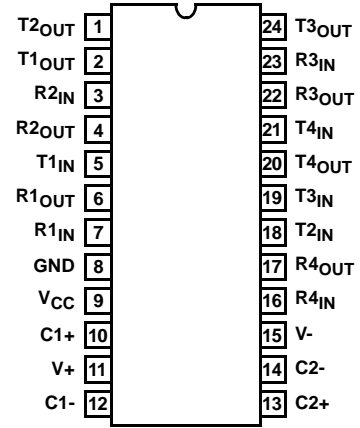 T2OUT 1 24 T3OUT
T1OUT 2 23 R3IN
R2IN 3 22 R3OUT
R2OUT 4 21 T4IN
T1IN 5 20 T4OUT
R1OUT 6 19 T3IN
R1IN 7 18 T2IN
GND 8 17 R4OUT
VCC 9 16 R4IN
C1+ 10 15 V-
V+ 11 14 C2-
C1- 12 13 C2+